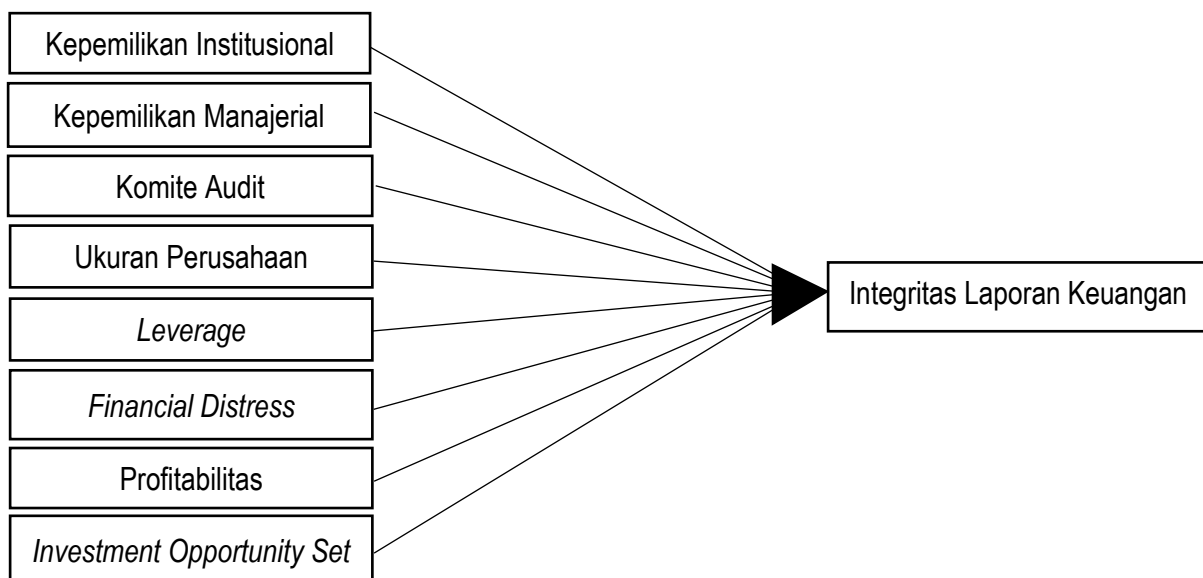 Kepemilikan Institusional
Kepemilikan Manajerial
Komite Audit
Ukuran Perusahaan
Leverage
Financial Distress
Profitabilitas
Investment Opportunity Set
Integritas Laporan Keuangan